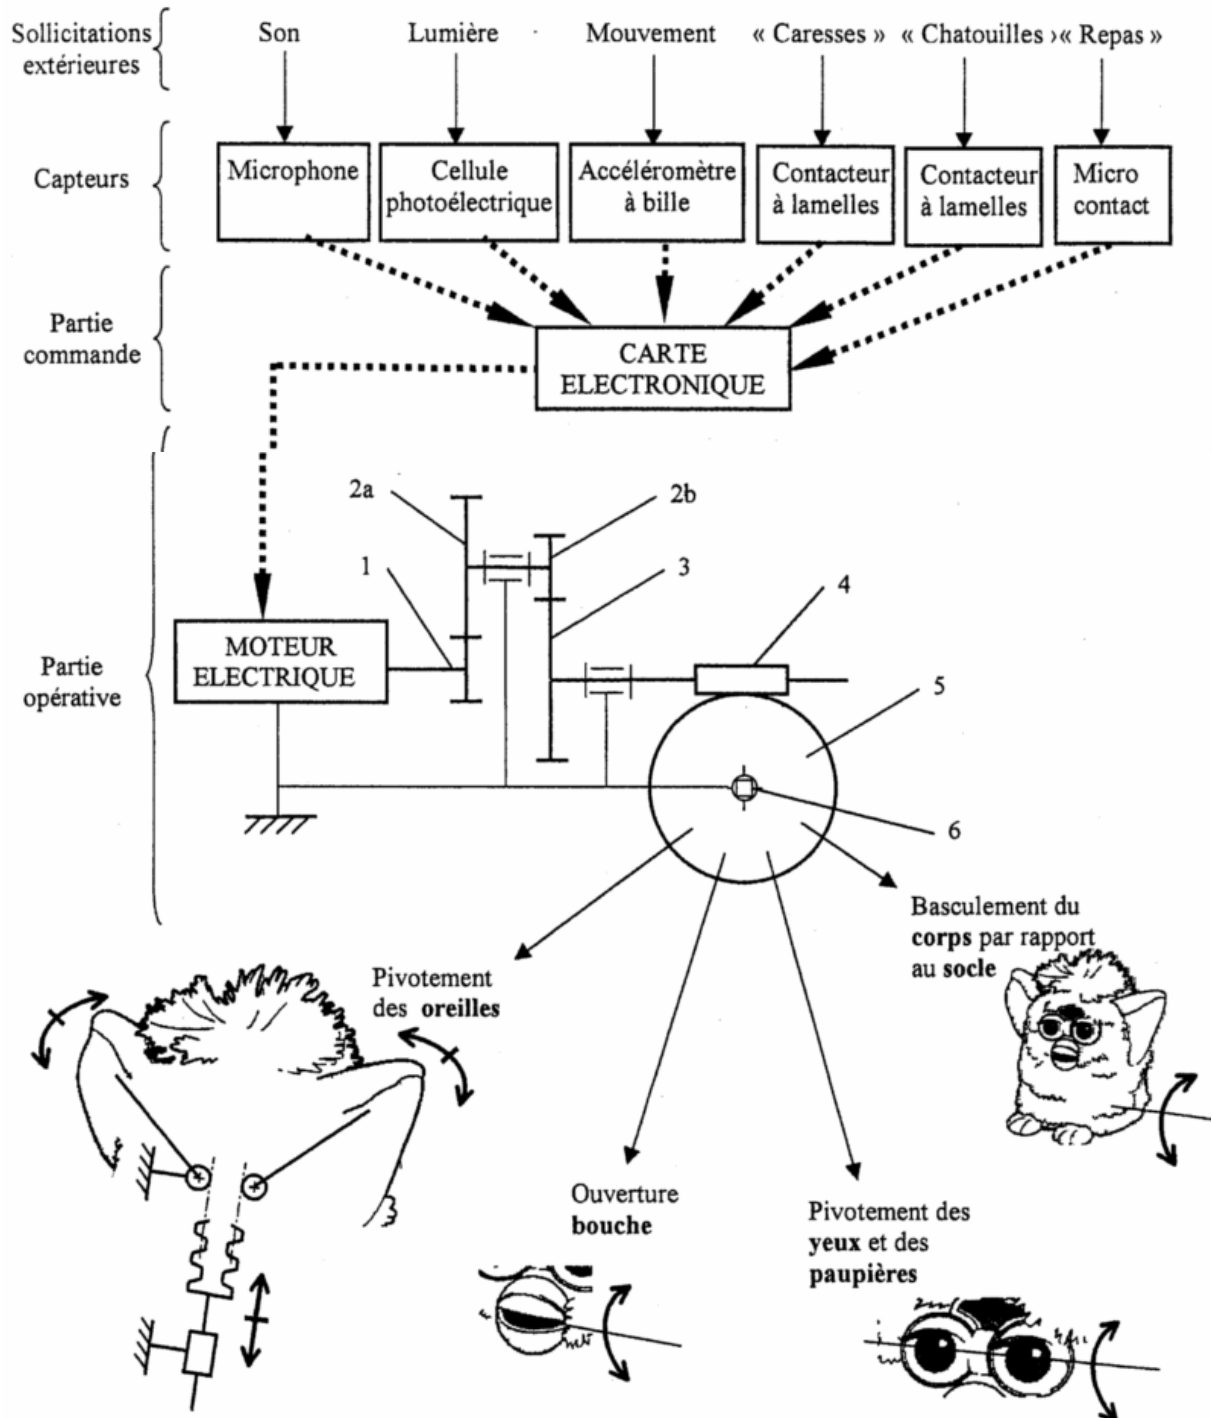 Sollicitations
extérieures
Son
Lumière
Mouvement
« Caresses »
« Chatouilles »
« Repas »
Capteurs
Microphone
Cellule
photoélectrique
Accéléromètre
à bille
Contacteur
à lamelles
Contacteur
à lamelles
Micro
contact
Partie
commande
CARTE
ELECTRONIQUE
Partie
opérative
2a
2b
1
3
4
MOTEUR
ELECTRIQUE
5
6
Basculement du
corps par rapport
au socle
Pivotement
des oreilles
Ouverture
bouche
Pivotement des
yeux et des
paupières